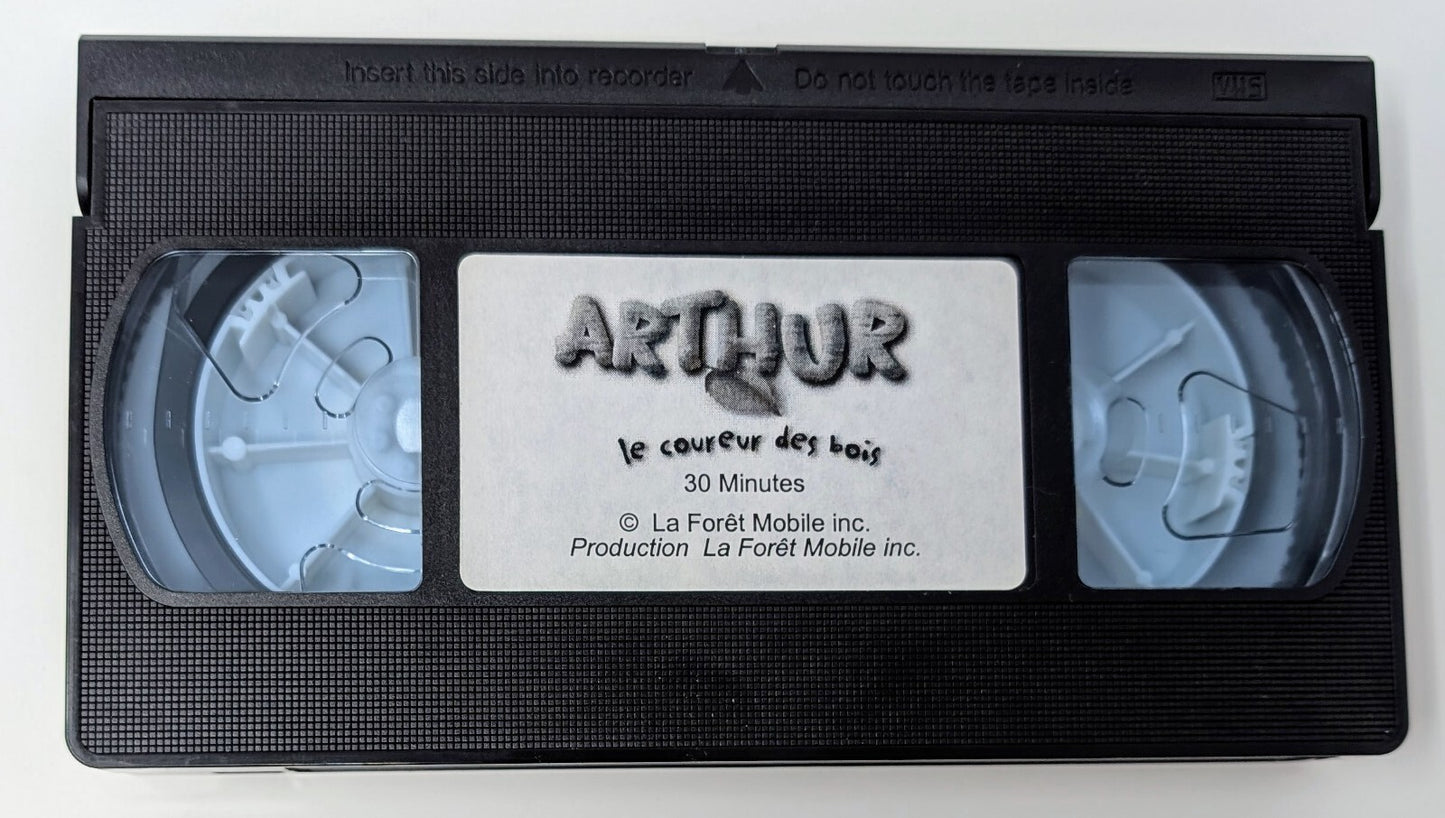 Insert this side into recorder Do not touch the tape inside VHS
ARTHUR
le coureur des bois
30 Minutes
© La Forêt Mobile inc.
Production La Forêt Mobile inc.